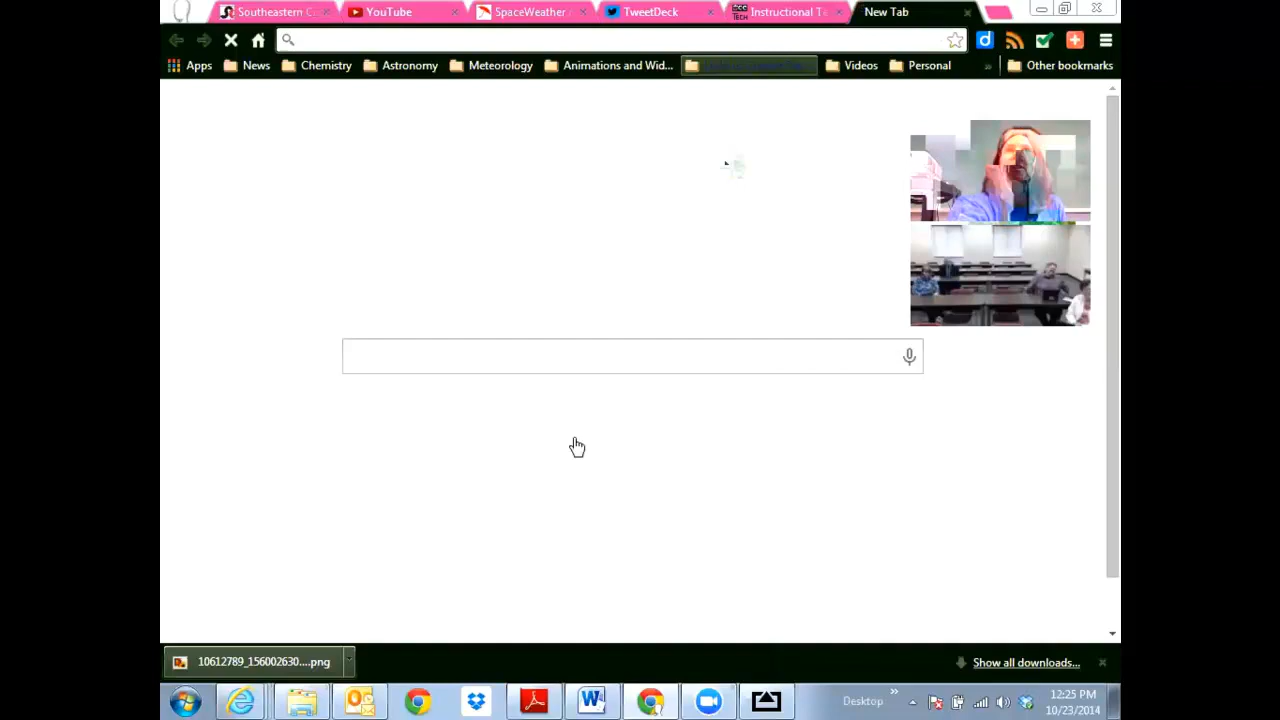 Southeastern C
YouTube
SpaceWeather
TweetDeck
Instructional Te
New Tab
Apps
News
Chemistry
Astronomy
Meteorology
Animations and Wid...
Videos
Personal
»
Other bookmarks
10612789_156002630....png
Show all downloads...
Desktop
»
12:25 PM
10/23/2014